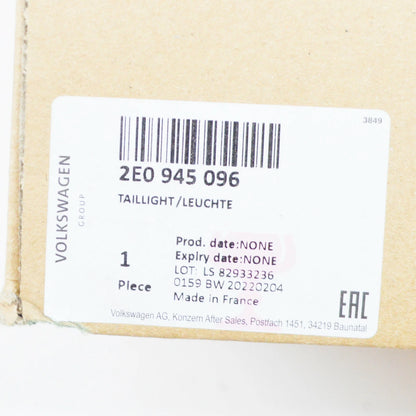 3849
VOLKSWAGEN
GROUP
2E0 945 096
TAILLIGHT/LEUCHTE
1
Piece
Prod. date:NONE
Expiry date:NONE
LOT: LS 82933236
0159 BW 20220204
Made in France
EAC
Volkswagen AG, Konzern After Sales, Postfach 1451, 34219 Baunatal